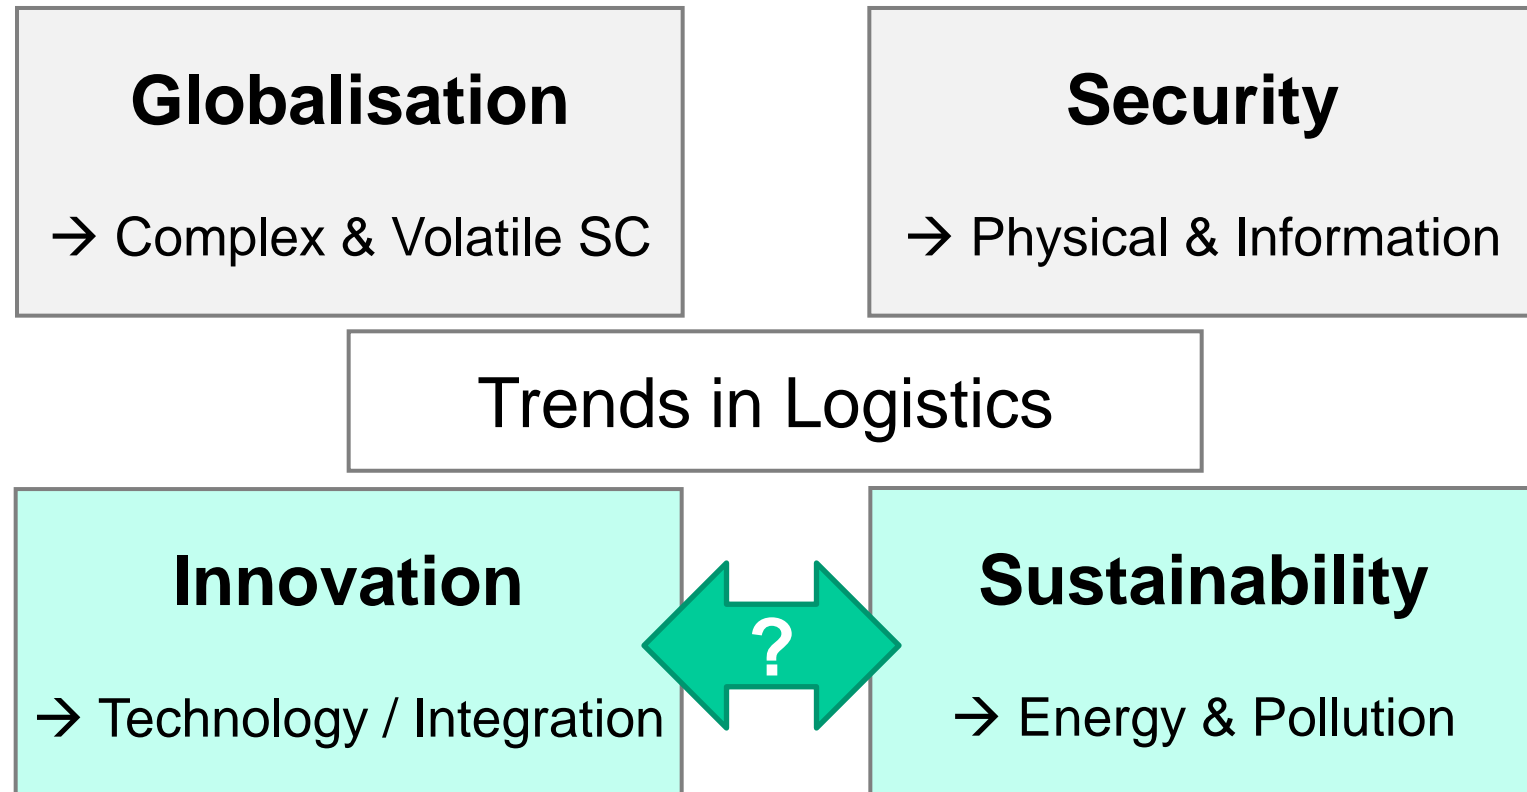 Globalisation
→ Complex & Volatile SC
Security
→ Physical & Information
Trends in Logistics
Innovation
→ Technology / Integration
?
Sustainability
→ Energy & Pollution